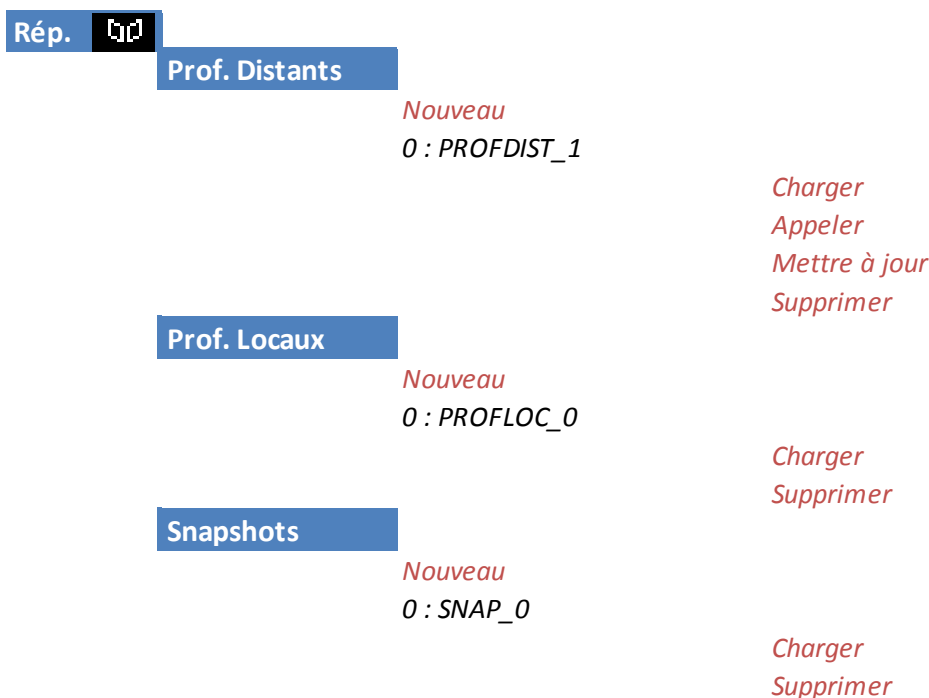 Rép.
Prof. Distants
Nouveau
0 : PROFDIST_1
Charger
Appeler
Mettre à jour
Supprimer
Prof. Locaux
Nouveau
0 : PROFLOC_0
Charger
Supprimer
Snapshots
Nouveau
0 : SNAP_0
Charger
Supprimer